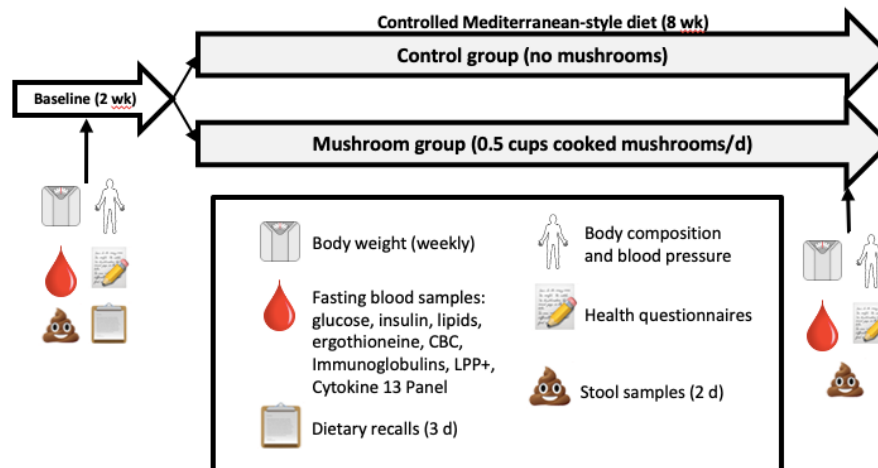 Controlled Mediterranean-style diet (8 wk)
Control group (no mushrooms)
Baseline (2 wk)
Mushroom group (0.5 cups cooked mushrooms/d)
Body weight (weekly)
Body composition
and blood pressure
Fasting blood samples:
glucose, insulin, lipids,
ergothioneine, CBC,
Immunoglobulins, LPP+,
Cytokine 13 Panel
Health questionnaires
Stool samples (2 d)
Dietary recalls (3 d)